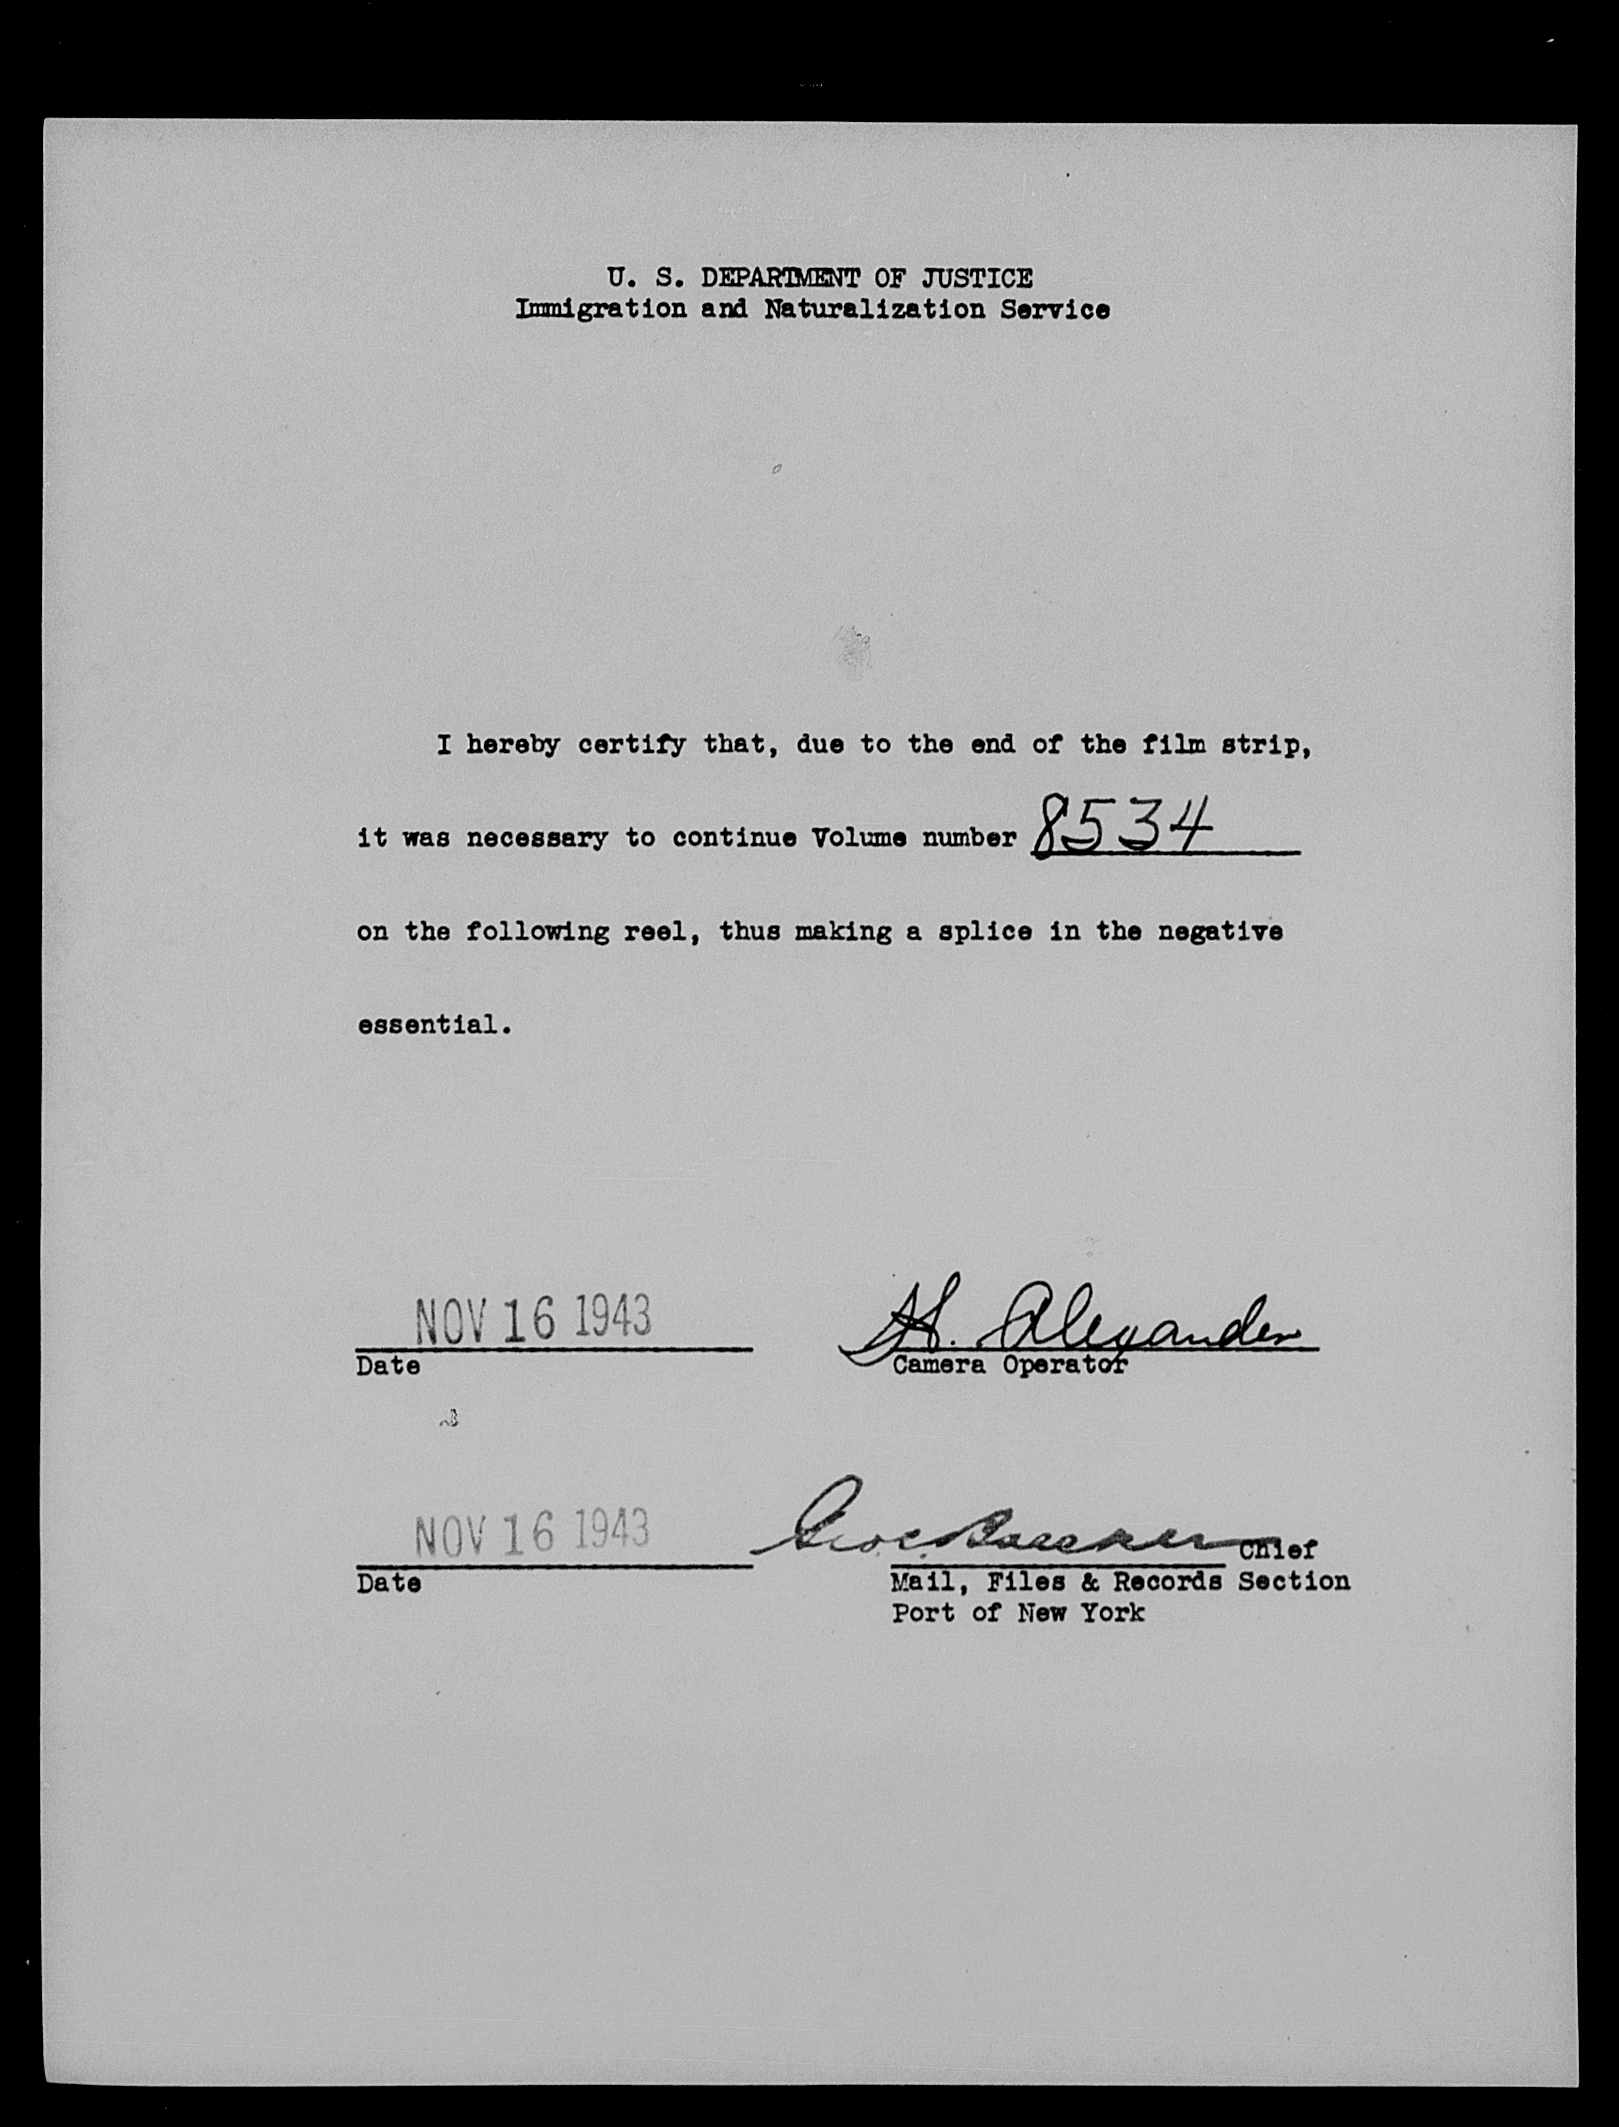 U. S. DEPARTMENT OF JUSTICE
Immigration and Naturalization Service
I hereby certify that, due to the end of the film strip,
it was necessary to continue Volume number 8534
on the following reel, thus making a splice in the negative
essential.
NOV 16 1943
H. Alexander
Date
Camera Operator
NOV 16 1943
Chief
Date
Mail, Files & Records Section
Port of New York